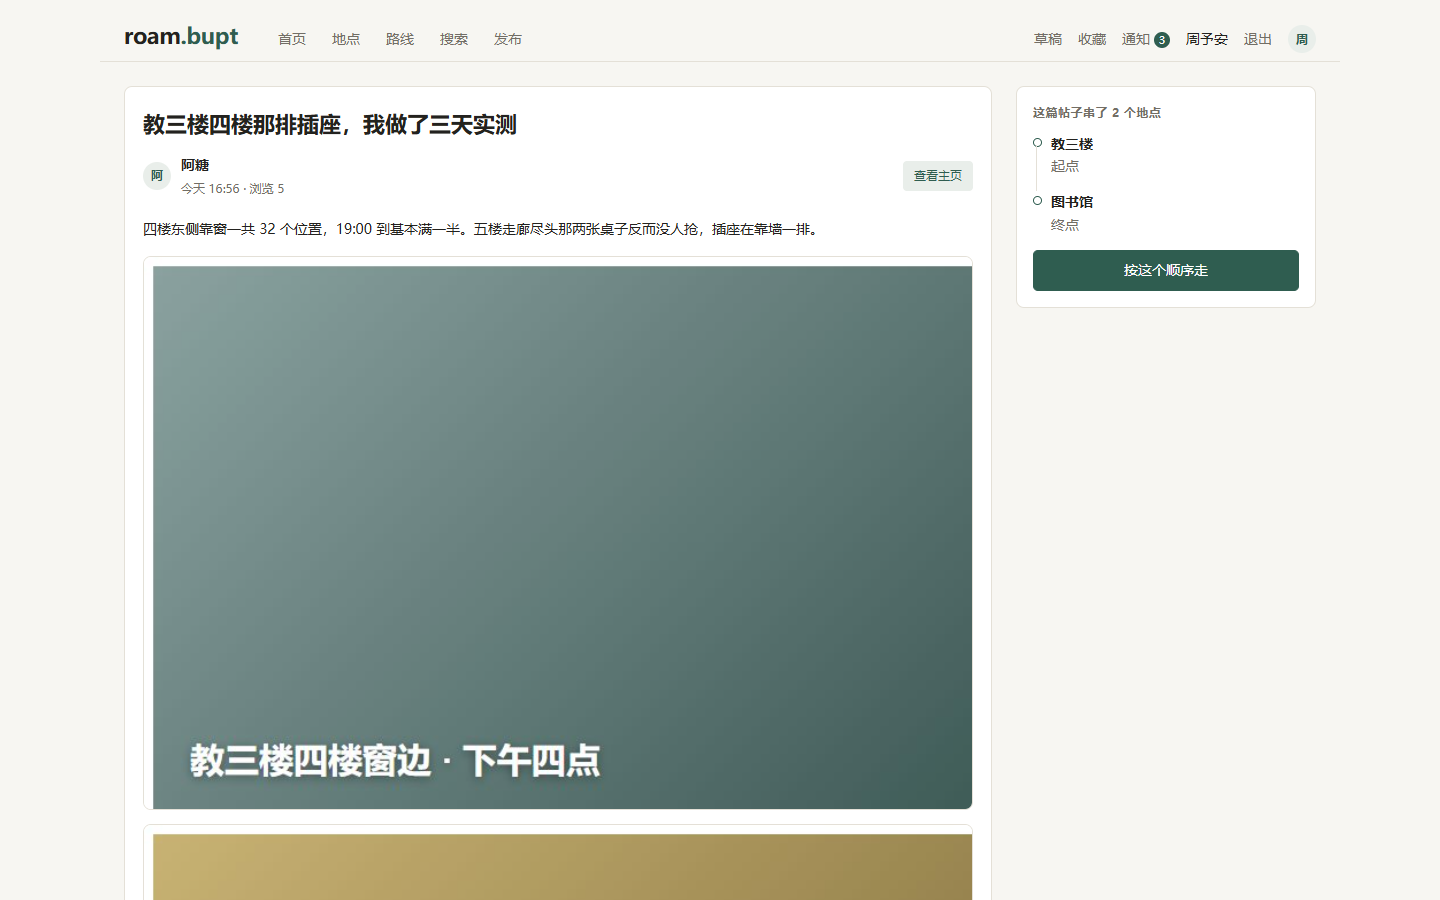 roam.bupt
首页 地点 路线 搜索 发布
草稿 收藏 通知 3 周予安 退出 周
教三楼四楼那排插座，我做了三天实测
阿
阿糖
今天 16:56 · 浏览 5
查看主页
四楼东侧靠窗一共 32 个位置，19:00 到基本满一半。五楼走廊尽头那两张桌子反而没人抢，插座在靠墙一排。
教三楼四楼窗边 · 下午四点
这篇帖子串了 2 个地点
教三楼
起点
图书馆
终点
按这个顺序走